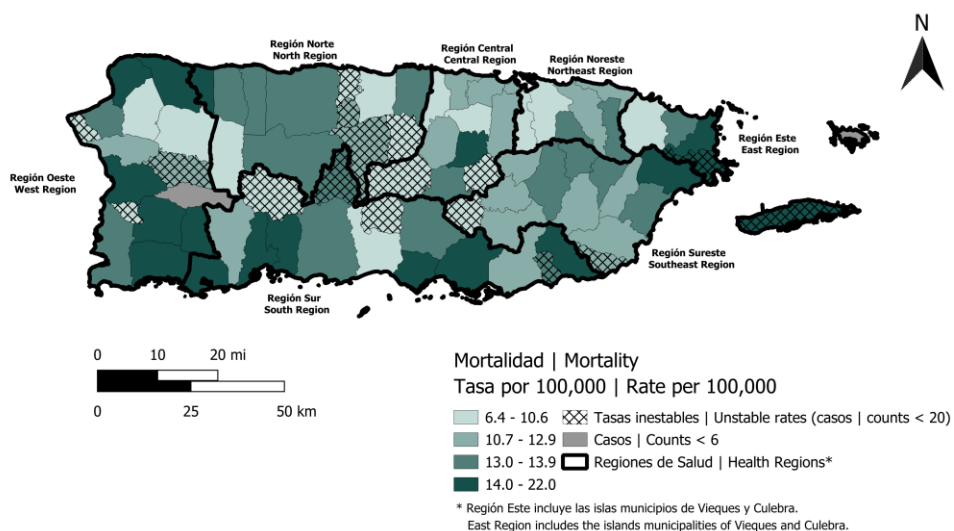 N
Región Norte
North Region
Región Central
Central Region
Región Noreste
Northeast Region
Región Este
East Region
Región Oeste
West Region
Región Sureste
Southeast Region
Región Sur
South Region
0 10 20 mi
0 25 50 km
Mortalidad | Mortality
Tasa por 100,000 | Rate per 100,000
6.4 - 10.6 Tasas inestables | Unstable rates (casos | counts < 20)
10.7 - 12.9 Casos | Counts < 6
13.0 - 13.9 Regiones de Salud | Health Regions*
14.0 - 22.0
* Región Este incluye las islas municipios de Vieques y Culebra.
East Region includes the islands municipalities of Vieques and Culebra.